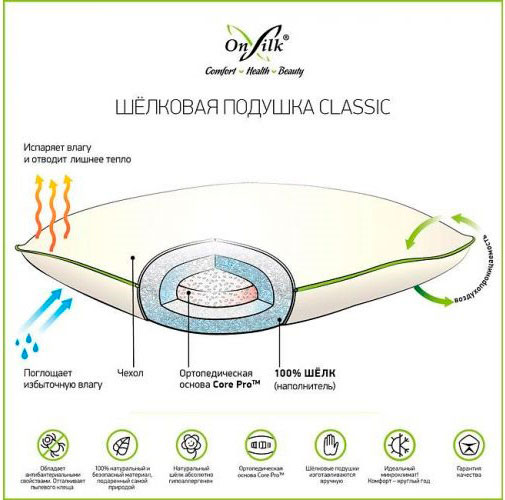 OnSilk®
Comfort Health Beauty
ШЁЛКОВАЯ ПОДУШКА CLASSIC
Испаряет влагу
и отводит лишнее тепло
воздухопроницаемость
Поглощает
избыточную влагу
Чехол
Ортопедическая
основа Core Pro™
100% ШЁЛК
(наполнитель)
Обладает
антибактериальными
свойствами. Отталкивает
пылевого клеща
100% натуральный и
безопасный материал,
подаренный самой
природой
Натуральный
шёлк абсолютно
гипоаллергенен
Ортопедическая
основа Core Pro™
Шёлковые подушки
изготавливаются
вручную
Идеальный
микроклимат!
Комфорт – круглый год
Гарантия
качества